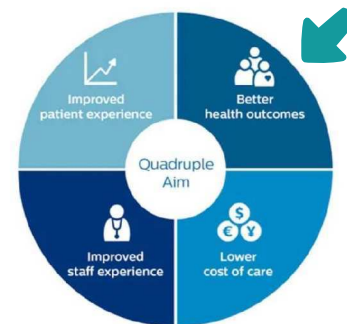 Improved
patient experience
Better
health outcomes
Quadruple
Aim
Improved
staff experience
$
€ ¥
Lower
cost of care